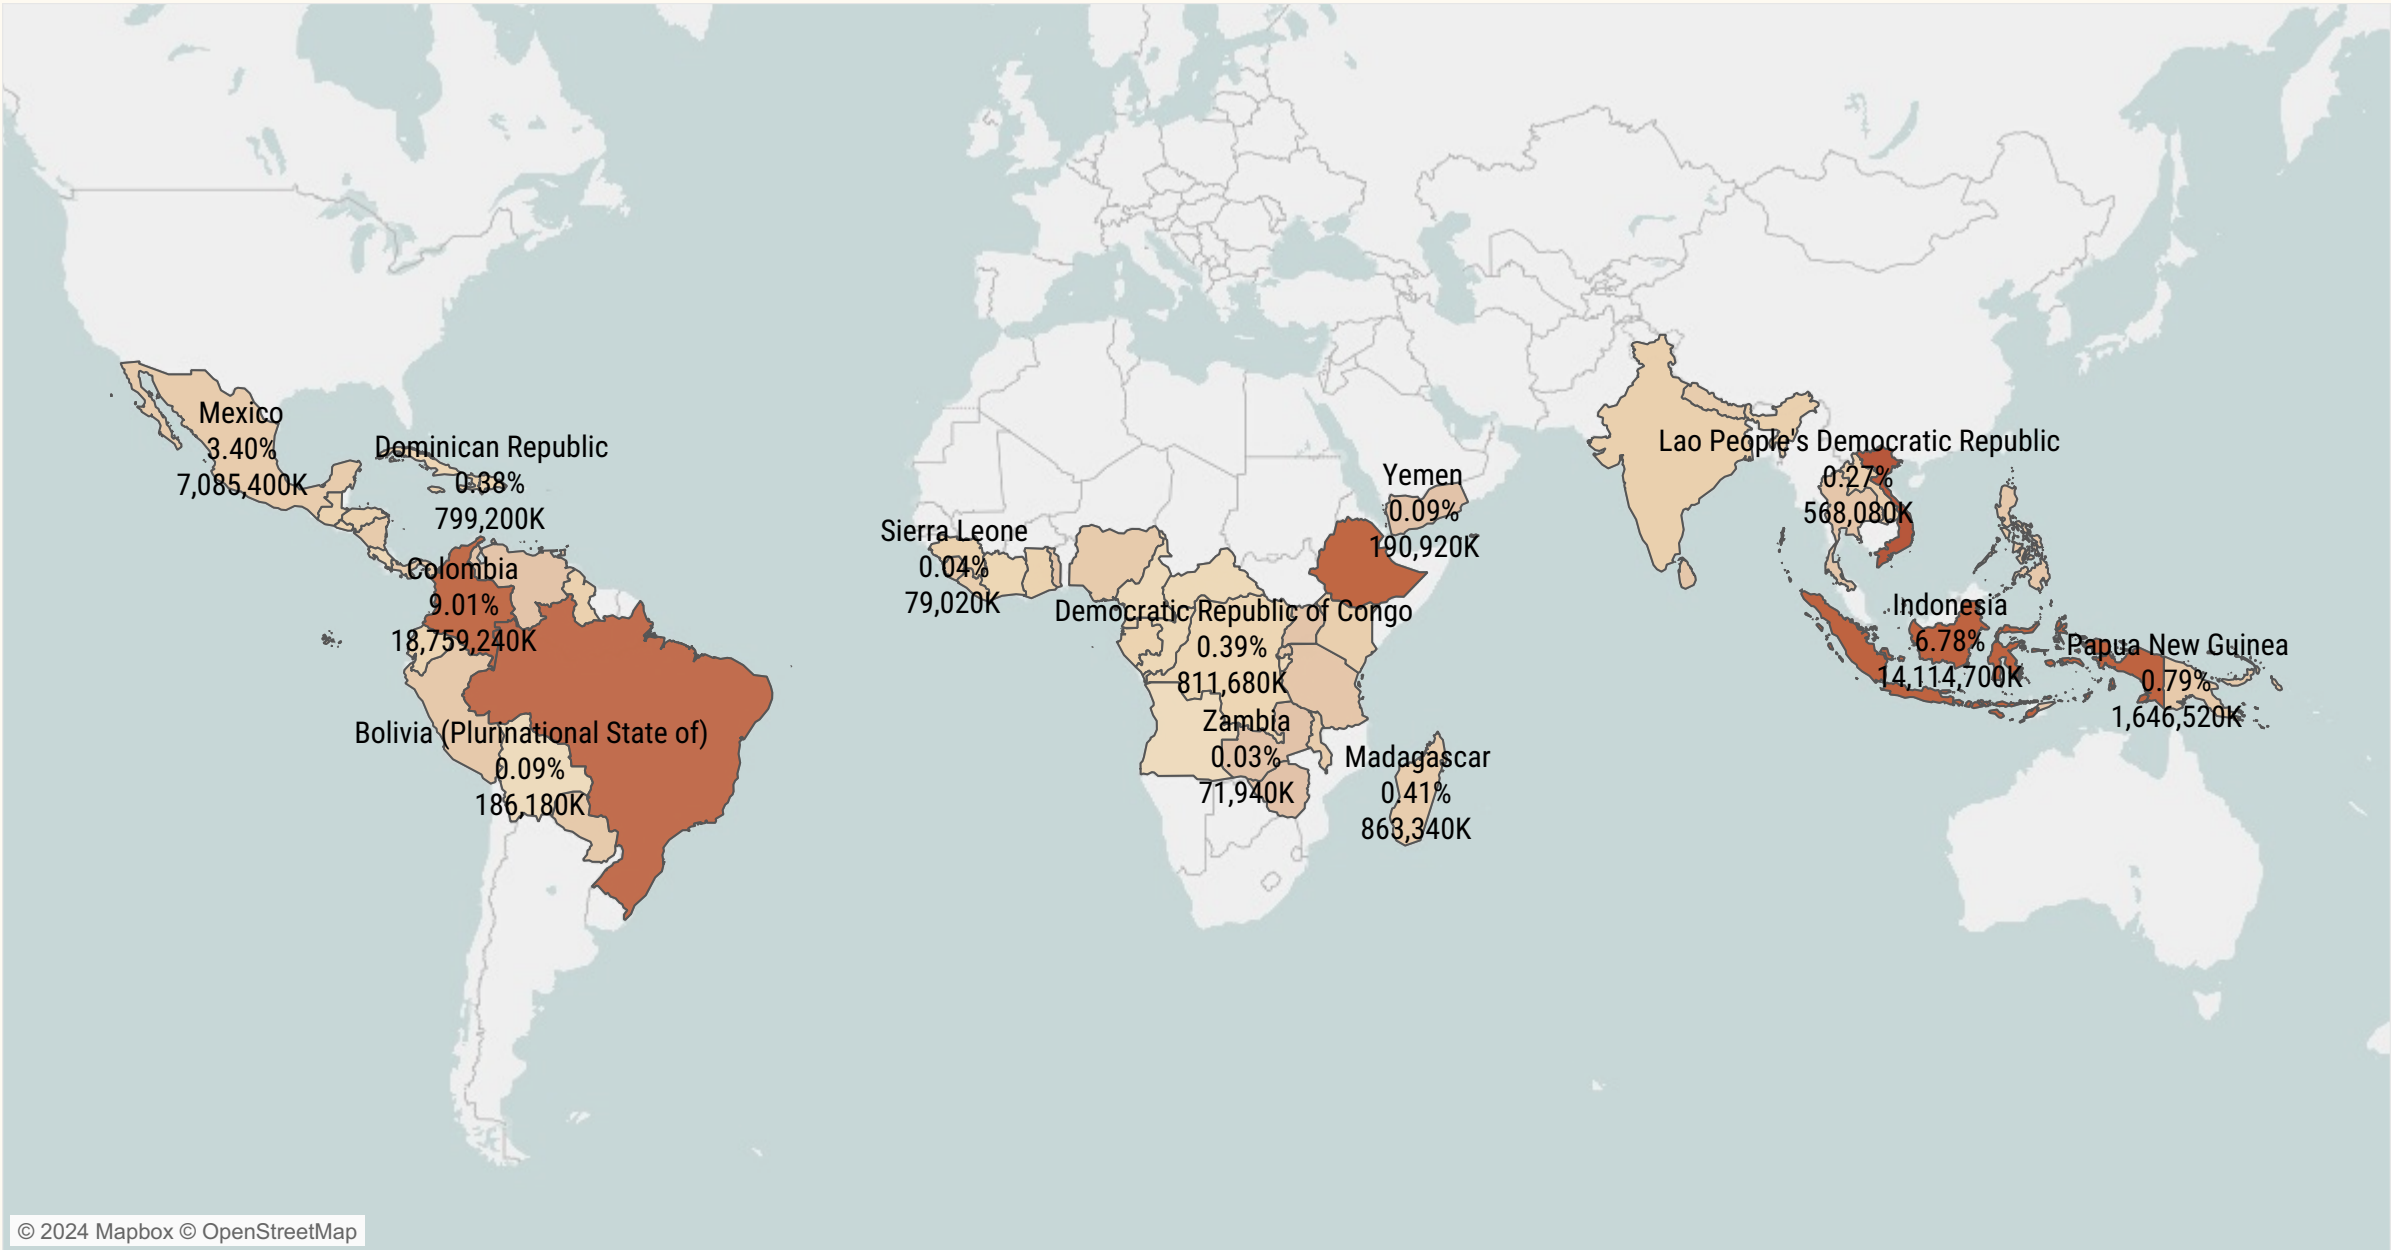 Mexico
3.40%
7,085,400K
Dominican Republic
0.38%
799,200K
Colombia
9.01%
18,759,240K
Bolivia (Plurinational State of)
0.09%
186,180K
Sierra Leone
0.04%
79,020K
Yemen
0.09%
190,920K
Democratic Republic of Congo
0.39%
811,680K
Zambia
0.03%
71,940K
Madagascar
0.41%
863,340K
Lao People's Democratic Republic
0.27%
568,080K
Indonesia
6.78%
14,114,700K
Papua New Guinea
0.79%
1,646,520K
© 2024 Mapbox © OpenStreetMap